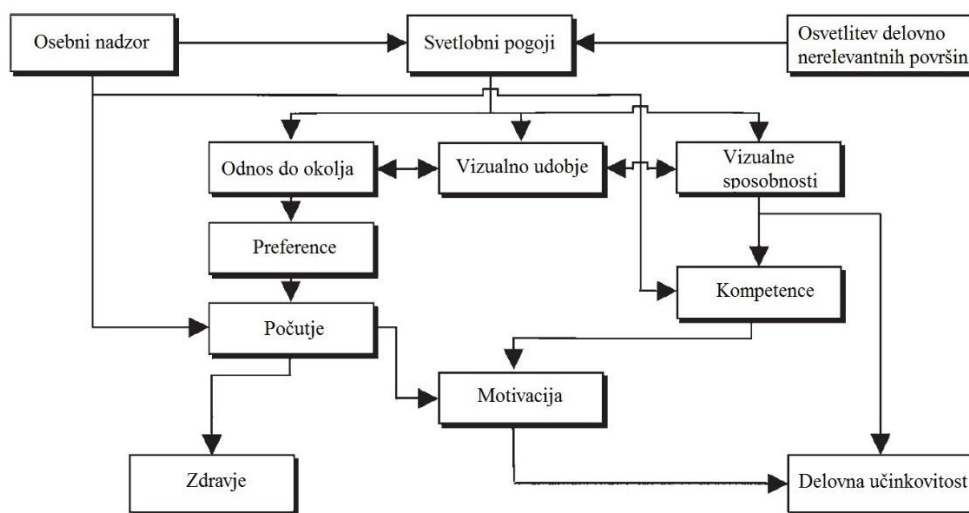 Osebni nadzor
Svetlobni pogoji
Osvetlitev delovno
nerelevantnih površin
Odnos do okolja
Vizualno udobje
Vizualne
sposobnosti
Preference
Kompetence
Počutje
Motivacija
Zdravje
Delovna učinkovitost